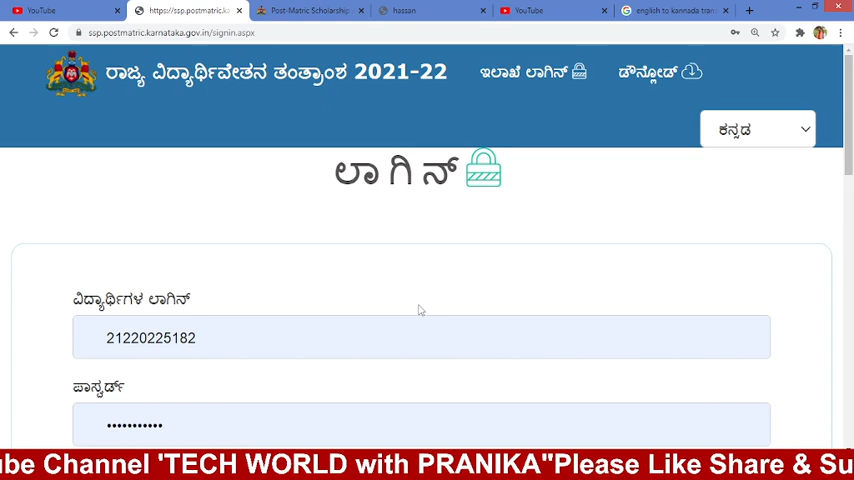 YouTube
https://ssp.postmatric.ka
Post-Matric Scholarship
hassan
YouTube
english to kannada tran
ssp.postmatric.karnataka.gov.in/signin.aspx
ರಾಜ್ಯ ವಿದ್ಯಾರ್ಥಿವೇತನ ತಂತ್ರಾಂಶ 2021-22
ಇಲಾಖೆ ಲಾಗಿನ್
ಡೌನ್ಲೋಡ್
ಕನ್ನಡ
ಲಾಗಿನ್
ವಿದ್ಯಾರ್ಥಿಗಳ ಲಾಗಿನ್
21220225182
ಪಾಸ್ವರ್ಡ್
•••••••••••
ube Channel 'TECH WORLD with PRANIKA"Please Like Share & Su